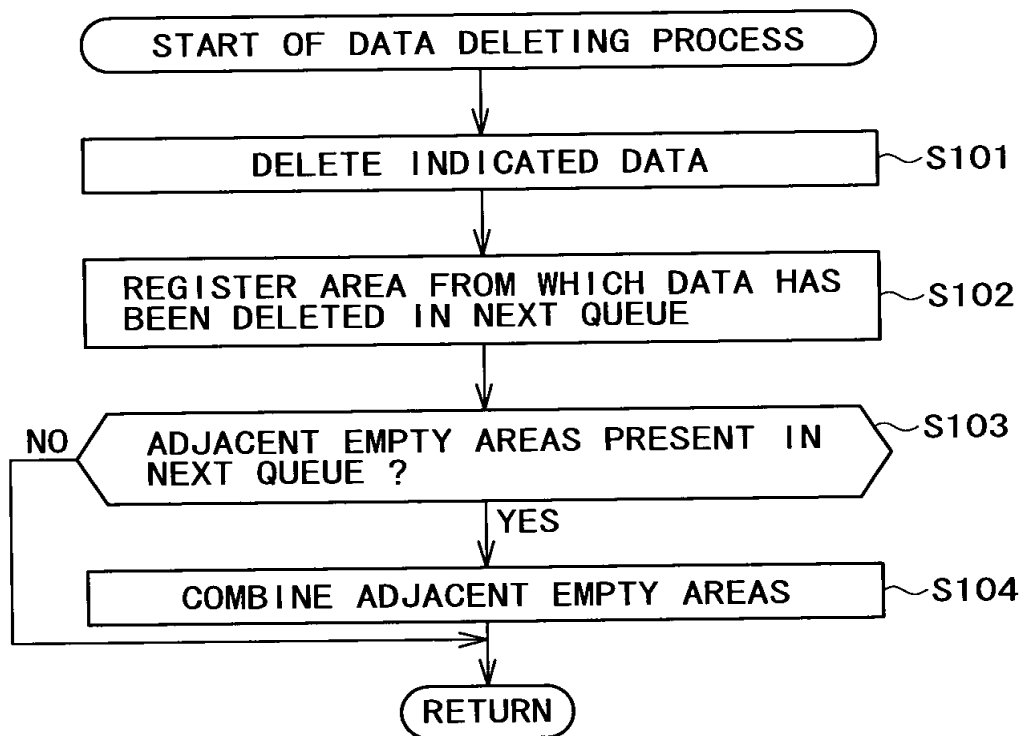 START OF DATA DELETING PROCESS
DELETE INDICATED DATA
S101
REGISTER AREA FROM WHICH DATA HAS
BEEN DELETED IN NEXT QUEUE
S102
NO
ADJACENT EMPTY AREAS PRESENT IN
NEXT QUEUE ?
S103
YES
COMBINE ADJACENT EMPTY AREAS
S104
RETURN